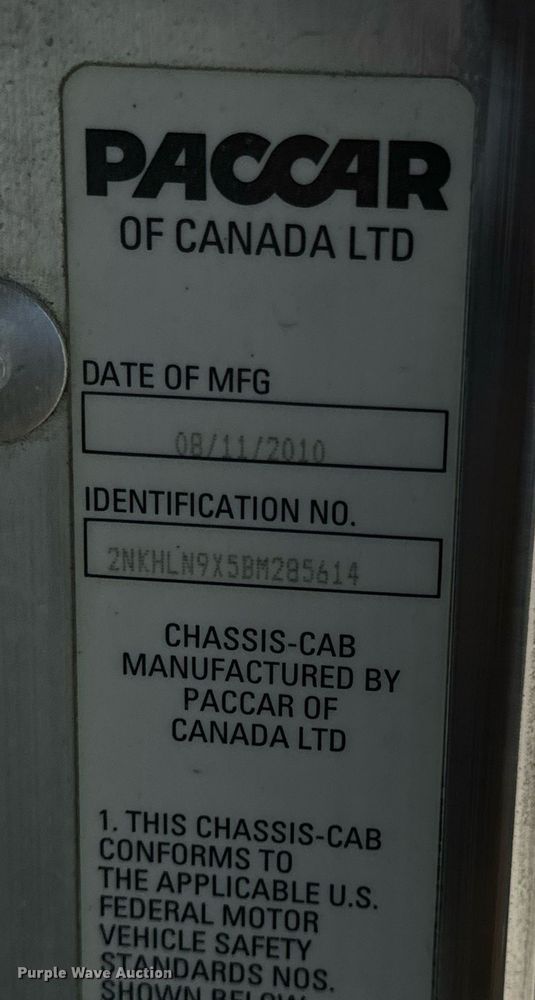 PACCAR
OF CANADA LTD
DATE OF MFG
08/11/2010
IDENTIFICATION NO.
2NKHLN9X5BM285614
CHASSIS-CAB
MANUFACTURED BY
PACCAR OF
CANADA LTD
1. THIS CHASSIS-CAB
CONFORMS TO
THE APPLICABLE U.S.
FEDERAL MOTOR
VEHICLE SAFETY
STANDARDS NOS.
SHOWN BELOW
Purple Wave Auction